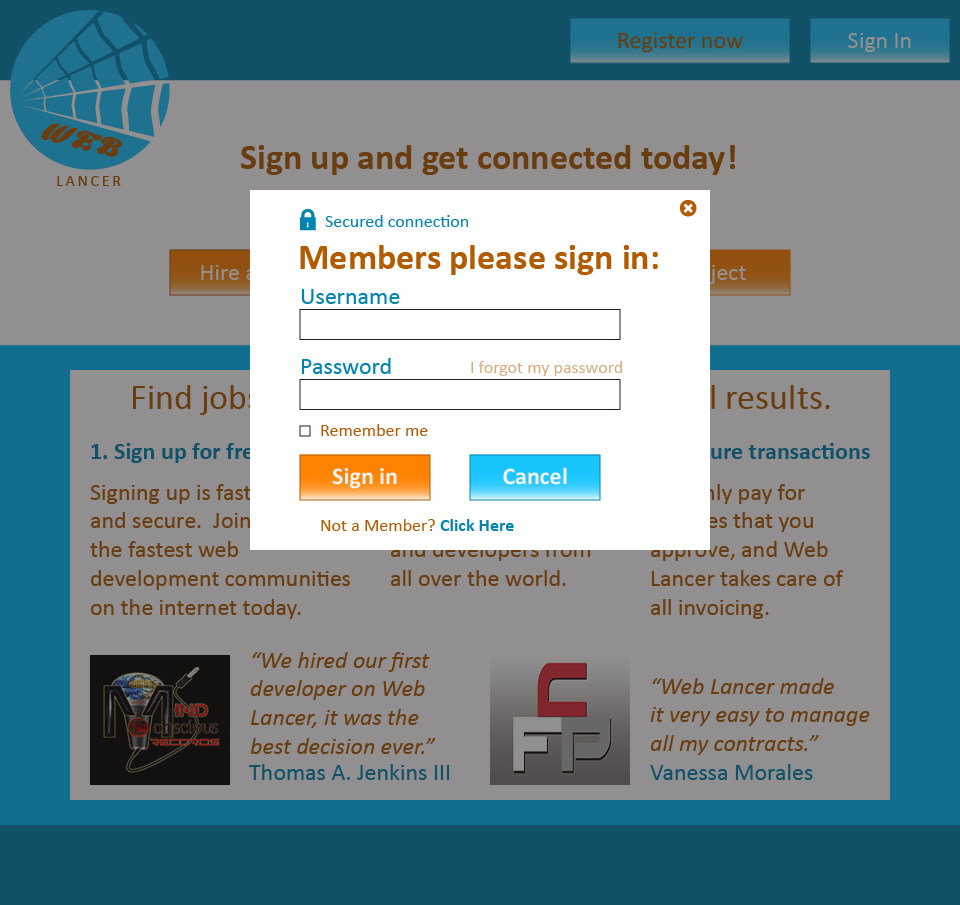 Register now
Sign In
WEB
LANCER
Sign up and get connected today!
Secured connection
Members please sign in:
Hire
ject
Username
Password
I forgot my password
Find jobs
l results.
Remember me
1. Sign up for fre
ure transactions
Sign in
Cancel
Signing up is fast
nly pay for
and secure.  Join
es that you
Not a Member? Click Here
the fastest web
and developers from
approve, and Web
development communities
all over the world.
Lancer takes care of
on the internet today.
all invoicing.
MIND
Conscious
RECORDS
“We hired our first
developer on Web
Lancer, it was the
best decision ever.”
Thomas A. Jenkins III
CFP
“Web Lancer made
it very easy to manage
all my contracts.”
Vanessa Morales